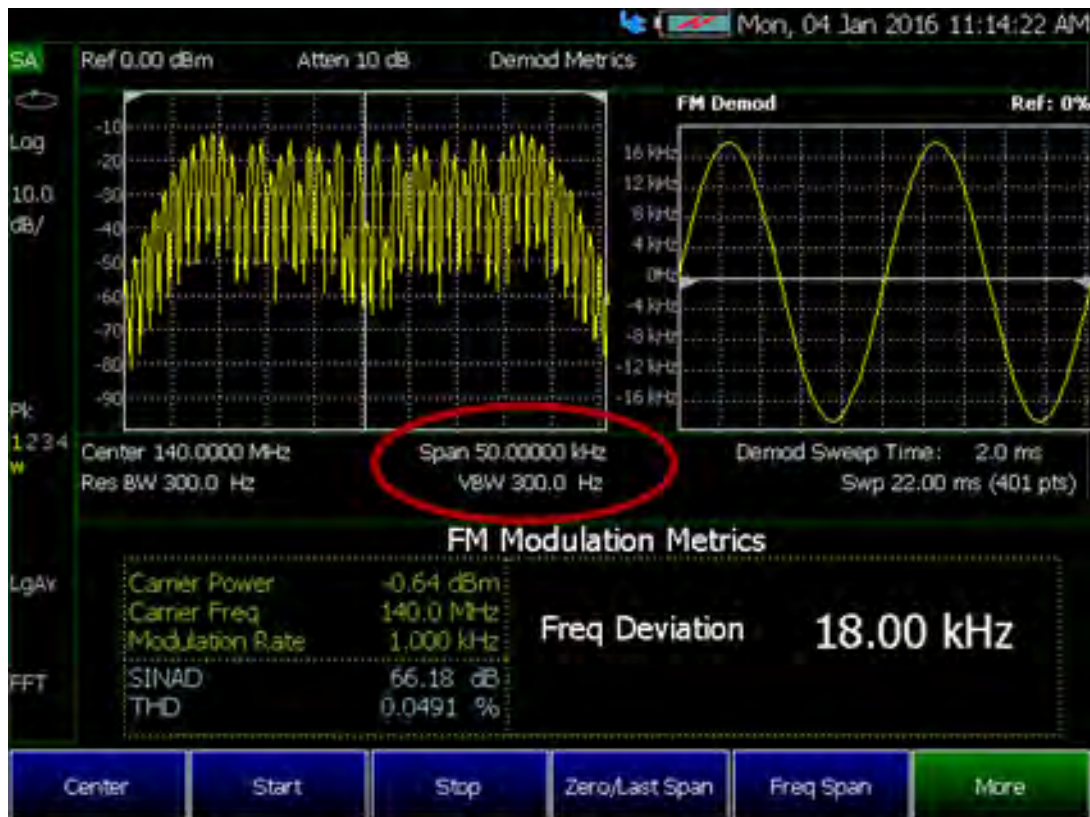 Mon, 04 Jan 2016 11:14:22 AM
SA Ref 0.00 dBm Atten 10 dB Demod Metrics
FM Demod Ref: 0%
Log
10.0
dB/
-10
-20
-30
-40
-50
-60
-70
-80
-90
16 kHz
12 kHz
8 kHz
4 kHz
0Hz
-4 kHz
-8 kHz
-12 kHz
-16 kHz
Pk
1234
w
Center 140.0000 MHz Span 50.00000 kHz Demod Sweep Time: 2.0 ms
Res BW 300.0 Hz VBW 300.0 Hz Swp 22.00 ms (401 pts)
FM Modulation Metrics
LgAv
Carrier Power -0.64 dBm
Carrier Freq 140.0 MHz
Modulation Rate 1.000 kHz
Freq Deviation 18.00 kHz
FFT
SINAD 66.18 dB
THD 0.0491 %
Center Start Stop Zero/Last Span Freq Span More